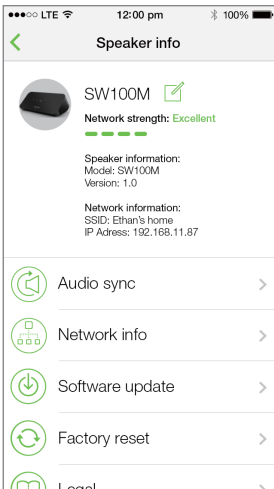 LTE 12:00 pm 100%
Speaker info
SW100M
Network strength: Excellent
Speaker information:
Model: SW100M
Version: 1.0
Network information:
SSID: Ethan's home
IP Adress: 192.168.11.87
Audio sync
Network info
Software update
Factory reset
Legal